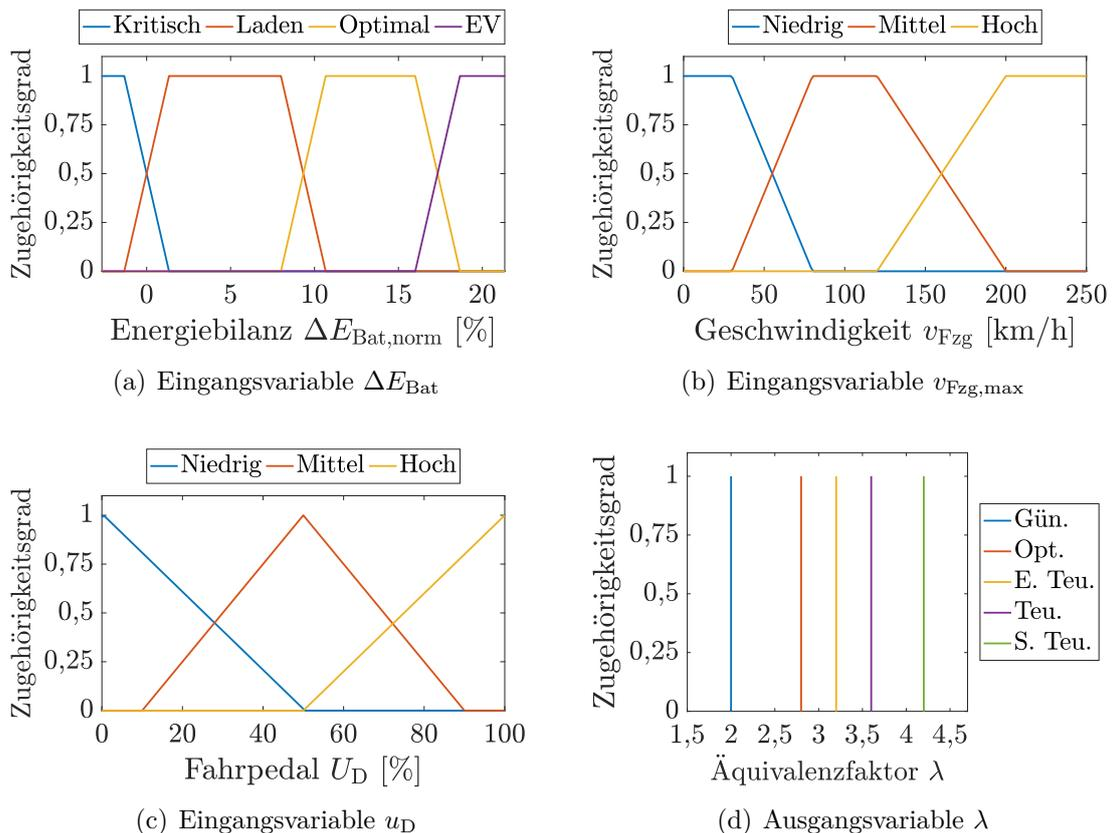 Kritisch Laden Optimal EV
Zugehörigkeitsgrad
1
0,75
0,5
0,25
0
0 5 10 15 20
Energiebilanz ΔE_Bat,norm [%]
(a) Eingangsvariable ΔE_Bat
Niedrig Mittel Hoch
Zugehörigkeitsgrad
1
0,75
0,5
0,25
0
0 50 100 150 200 250
Geschwindigkeit v_Fzg [km/h]
(b) Eingangsvariable v_Fzg,max
Niedrig Mittel Hoch
Zugehörigkeitsgrad
1
0,75
0,5
0,25
0
0 20 40 60 80 100
Fahrpedal U_D [%]
(c) Eingangsvariable u_D
Zugehörigkeitsgrad
1
0,75
0,5
0,25
0
1,5 2 2,5 3 3,5 4 4,5
Äquivalenzfaktor λ
Gün.
Opt.
E. Teu.
Teu.
S. Teu.
(d) Ausgangsvariable λ